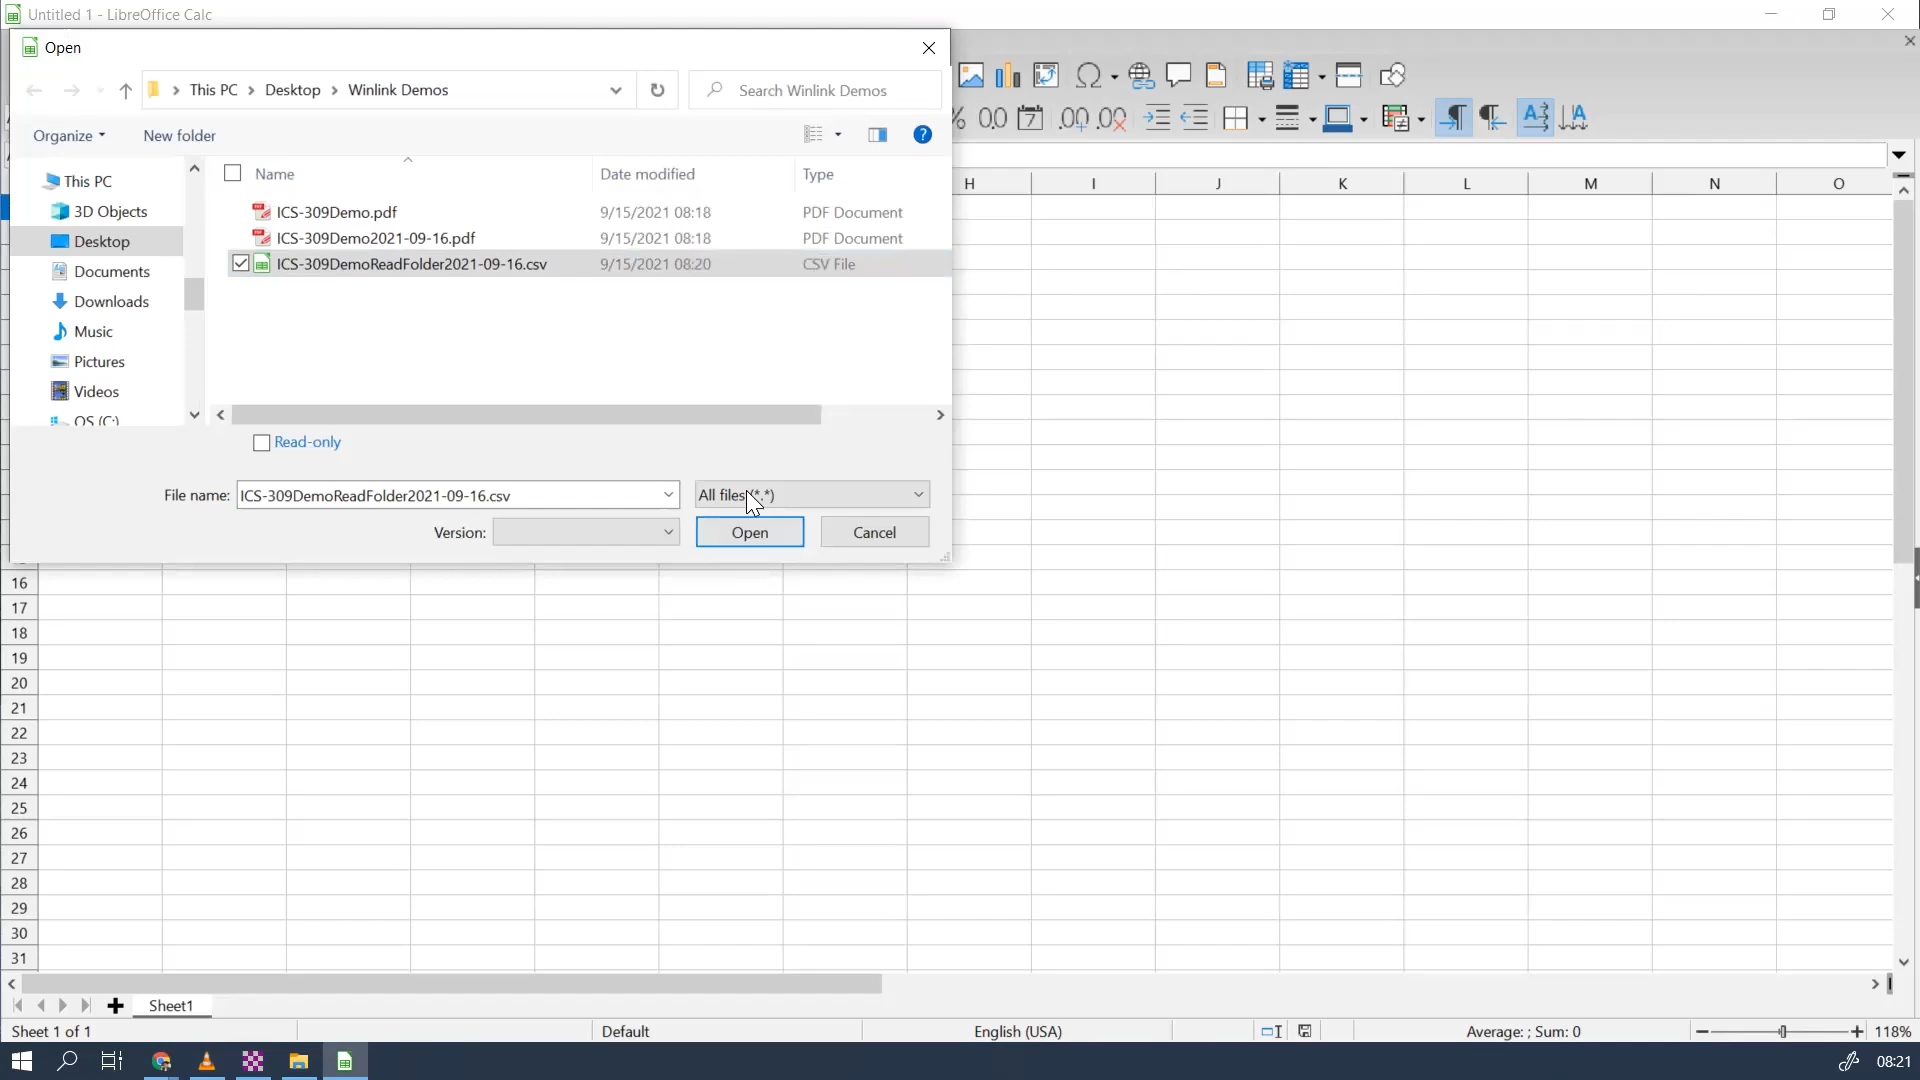 Untitled 1 - LibreOffice Calc
Open
This PC > Desktop > Winlink Demos
Search Winlink Demos
Organize
New folder
Name
Date modified
Type
This PC
3D Objects
Desktop
Documents
Downloads
Music
Pictures
Videos
OS (C:)
ICS-309Demo.pdf 9/15/2021 08:18 PDF Document
ICS-309Demo2021-09-16.pdf 9/15/2021 08:18 PDF Document
ICS-309DemoReadFolder2021-09-16.csv 9/15/2021 08:20 CSV File
Read-only
File name: ICS-309DemoReadFolder2021-09-16.csv
All files (*.*)
Version:
Open
Cancel
H I J K L M N O
16
17
18
19
20
21
22
23
24
25
26
27
28
29
30
31
Sheet1
Sheet 1 of 1
Default
English (USA)
Average: ; Sum: 0
118%
08:21